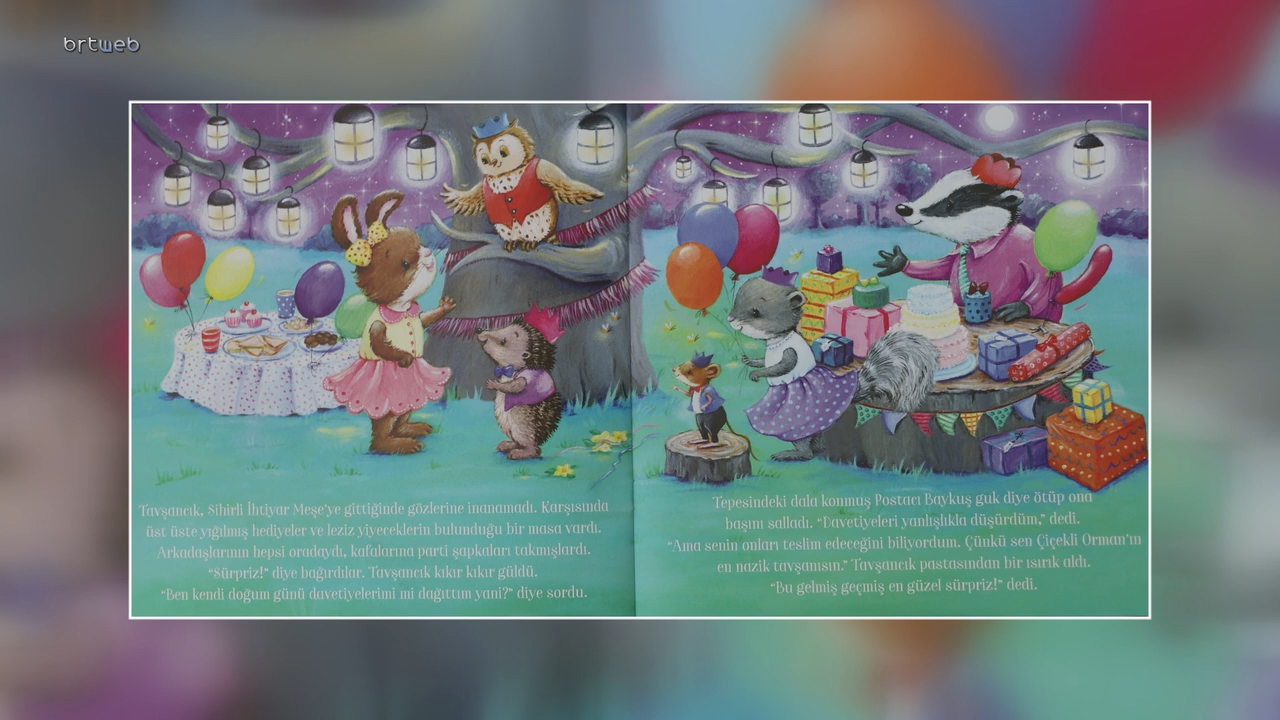 brtweb
Tavşancık, Sihirli İhtiyar Meşe'ye gittiğinde gözlerine inanamadı. Karşısında
üst üste yığılmış hediyeler ve leziz yiyeceklerin bulunduğu bir masa vardı.
Arkadaşlarının hepsi oradaydı, kafalarına parti şapkaları takmışlardı.
“Sürpriz!” diye bağırdılar. Tavşancık kıkır kıkır güldü.
“Ben kendi doğum günü davetiyelerimi mi dağıttım yani?” diye sordu.
Tepesindeki dala konmuş Postacı Baykuş guk diye ötüp ona
başını salladı. “Davetiyeleri yanlışlıkla düşürdüm,” dedi.
“Ama senin onları teslim edeceğini biliyordum. Çünkü sen Çiçekli Orman'ın
en nazik tavşanısın.” Tavşancık pastasından bir ısırık aldı.
“Bu gelmiş geçmiş en güzel sürpriz!” dedi.